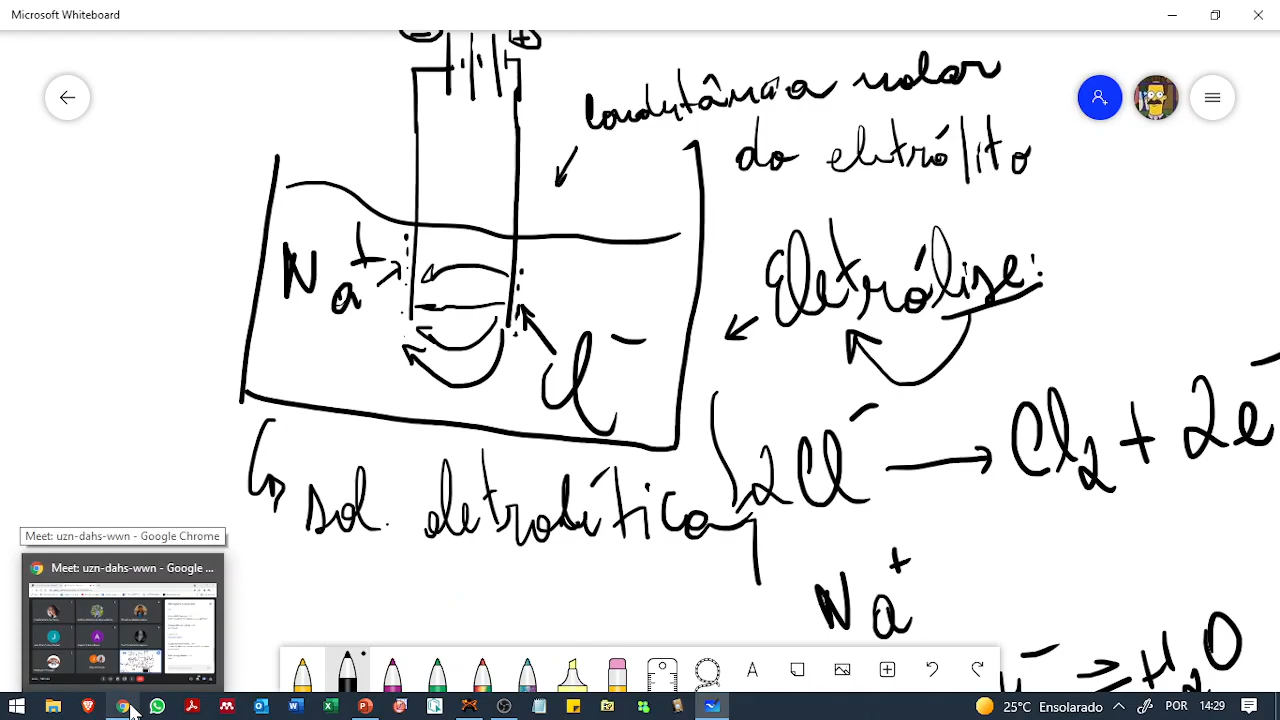 Microsoft Whiteboard
condutância molar
do eletrólito
Na+
Cl-
Eletrólise:
2Cl- → Cl2 + 2e-
sol. eletrolítica
Na+
⇌ H2O
Meet: uzn-dahs-wwn - Google Chrome
Meet: uzn-dahs-wwn - Google ...
25°C Ensolarado
POR
14:29